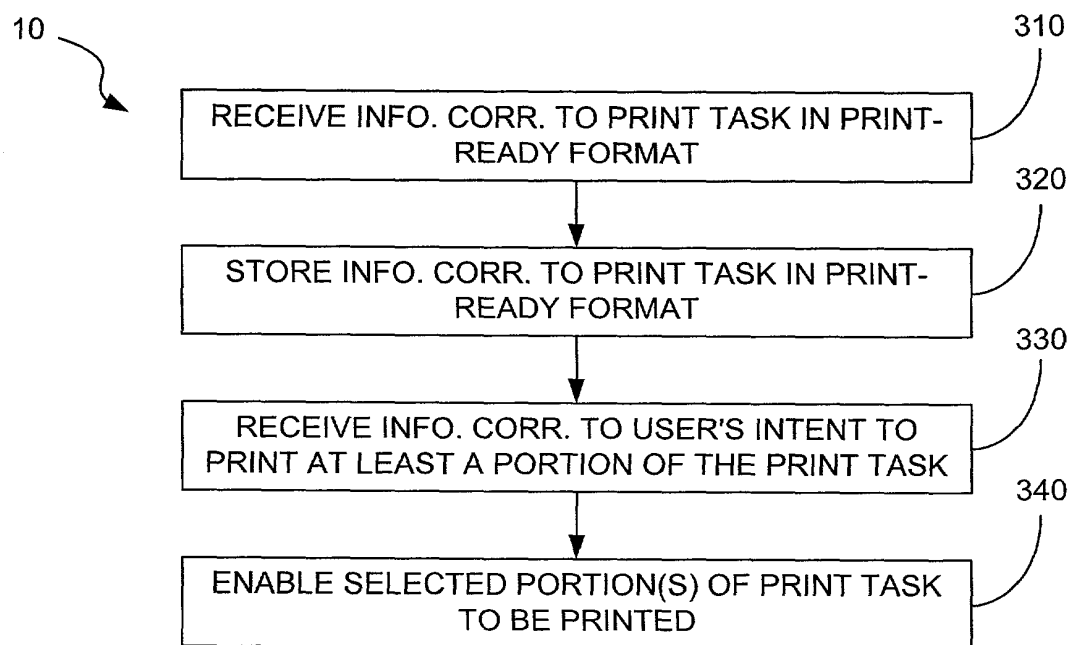 10
310
RECEIVE INFO. CORR. TO PRINT TASK IN PRINT-
READY FORMAT
320
STORE INFO. CORR. TO PRINT TASK IN PRINT-
READY FORMAT
330
RECEIVE INFO. CORR. TO USER'S INTENT TO
PRINT AT LEAST A PORTION OF THE PRINT TASK
340
ENABLE SELECTED PORTION(S) OF PRINT TASK
TO BE PRINTED